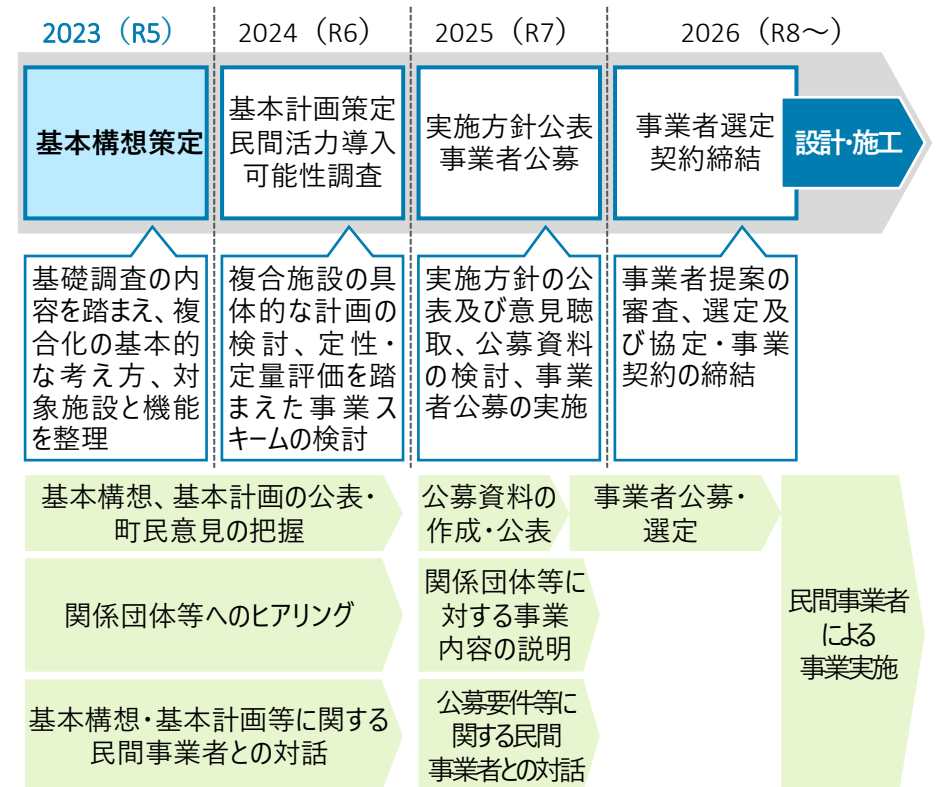 2023（R5）
2024（R6）
2025（R7）
2026（R8～）
基本構想策定
基本計画策定
民間活力導入
可能性調査
実施方針公表
事業者公募
事業者選定
契約締結
設計・施工
基礎調査の内
容を踏まえ、複
合化の基本的
な考え方、対
象施設と機能
を整理
複合施設の具
体的な計画の
検討、定性・
定量評価を踏
まえた事業ス
キームの検討
実施方針の公
表及び意見聴
取、公募資料
の検討、事業
者公募の実施
事業者提案の
審査、選定及
び協定・事業
契約の締結
基本構想、基本計画の公表・
町民意見の把握
公募資料の
作成・公表
事業者公募・
選定
関係団体等へのヒアリング
関係団体等に
対する事業
内容の説明
基本構想・基本計画等に関する
民間事業者との対話
公募要件等に
関する民間
事業者との対話
民間事業者
による
事業実施